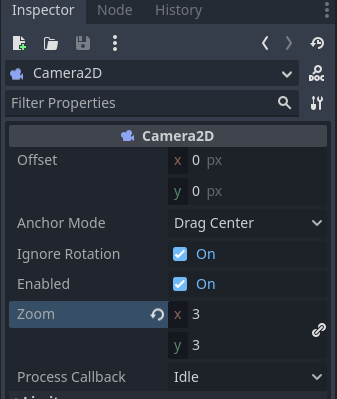 Inspector Node History
DOC
Camera2D
Filter Properties
Camera2D
Offset x 0 px
y 0 px
Anchor Mode Drag Center
Ignore Rotation On
Enabled On
Zoom x 3
y 3
Process Callback Idle